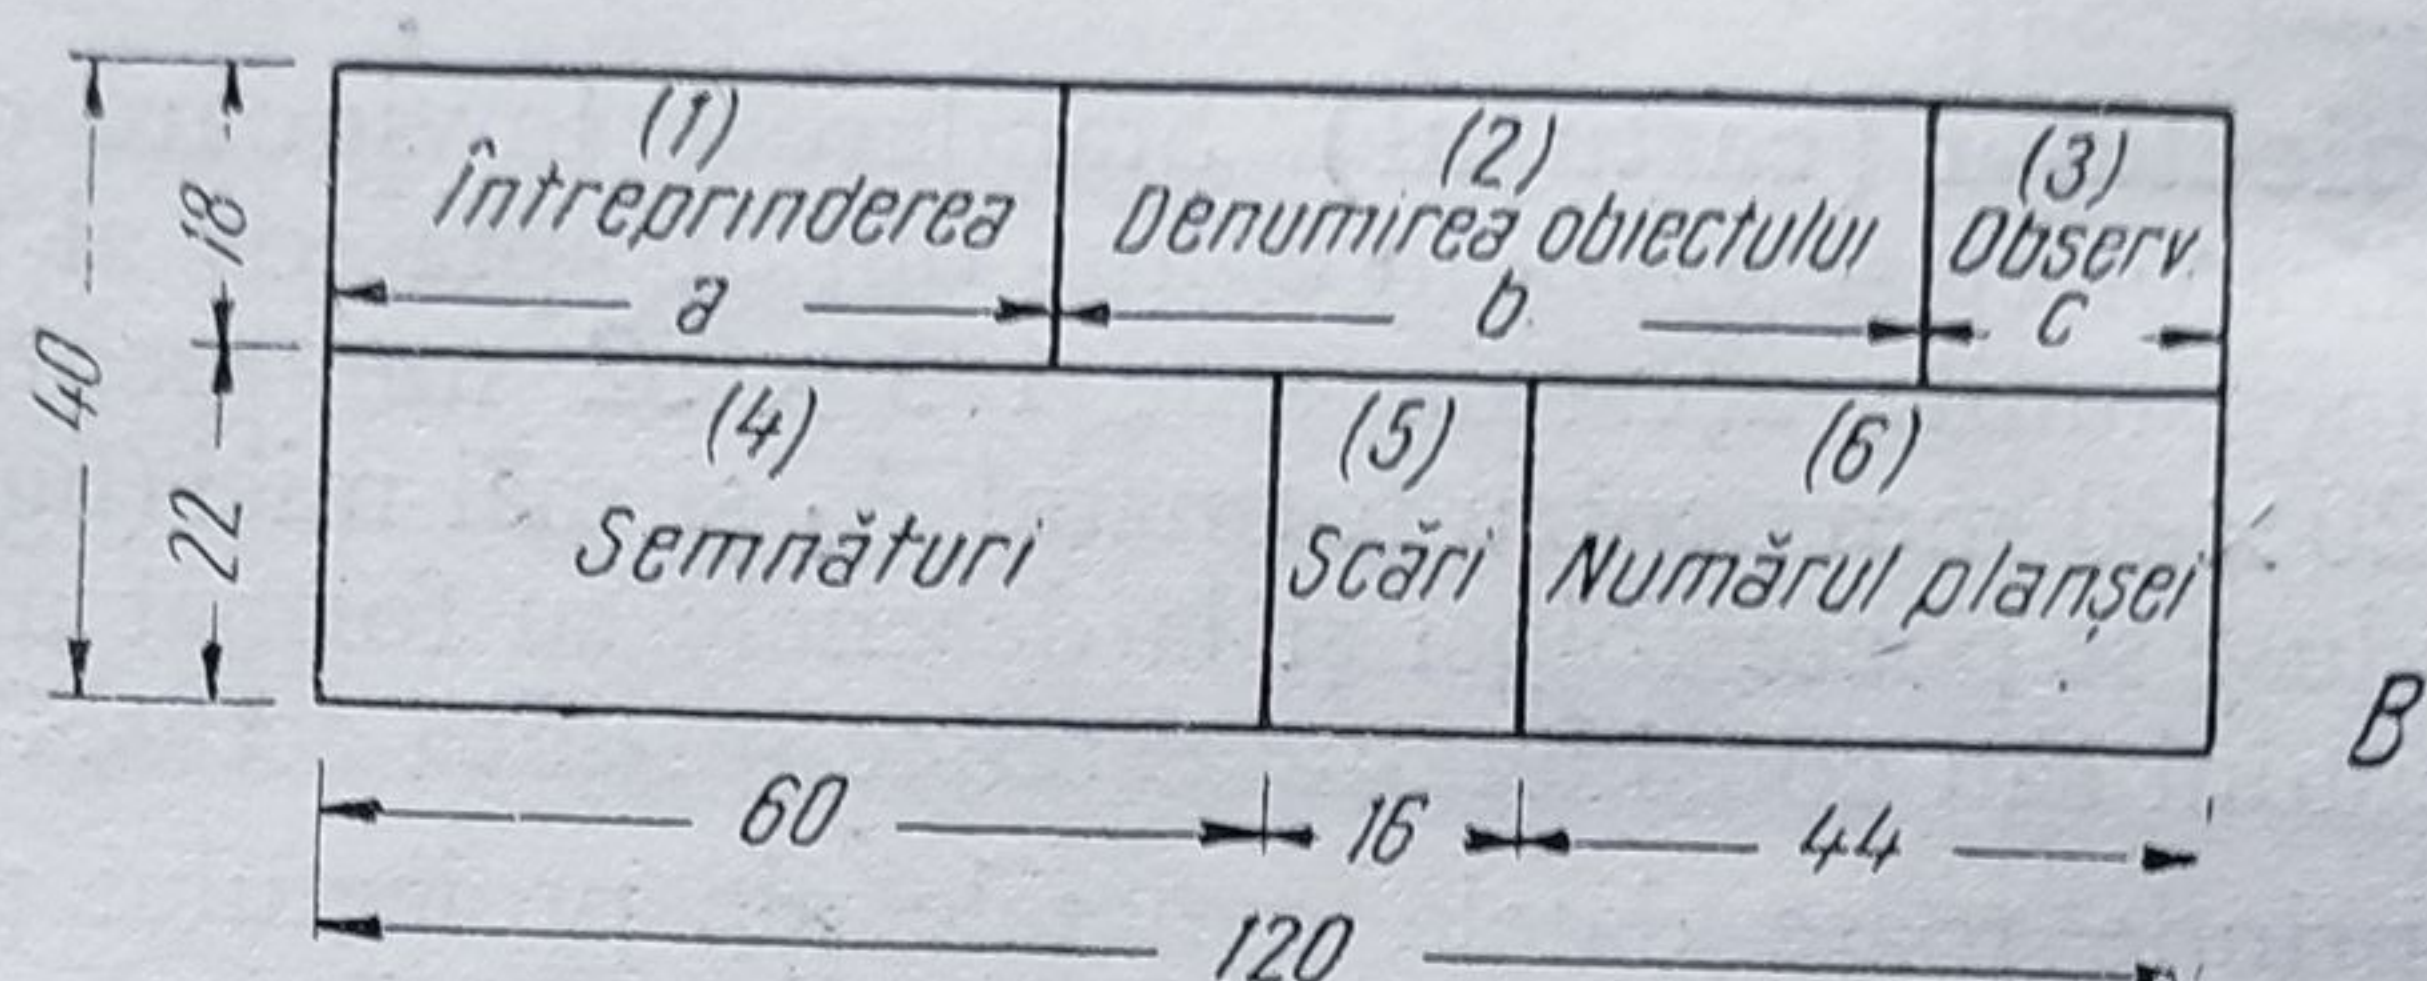 (1)
Întreprinderea
a
(2)
Denumirea obiectului
b
(3)
Observ.
c
18
40
22
(4)
Semnături
(5)
Scări
(6)
Numărul planșei
B
60
16
44
120